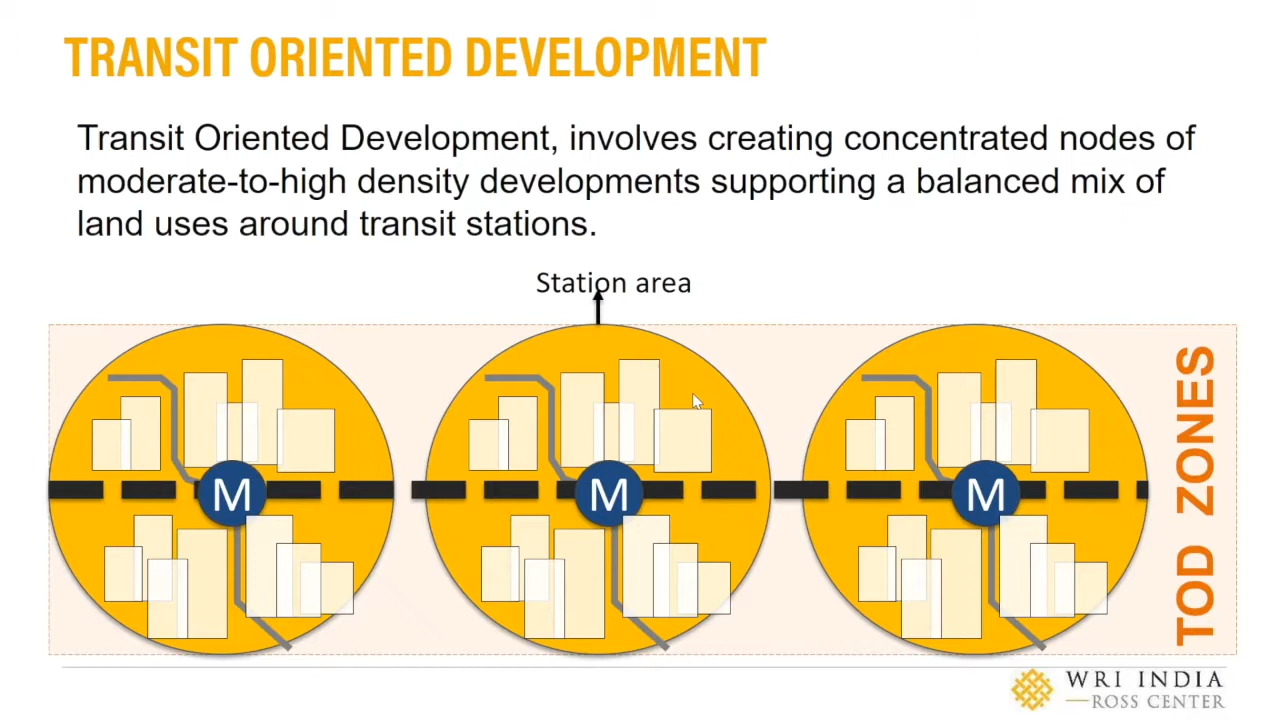 TRANSIT ORIENTED DEVELOPMENT
Transit Oriented Development, involves creating concentrated nodes of
moderate-to-high density developments supporting a balanced mix of
land uses around transit stations.
Station area
M
M
M
TOD ZONES
WRI INDIA
ROSS CENTER